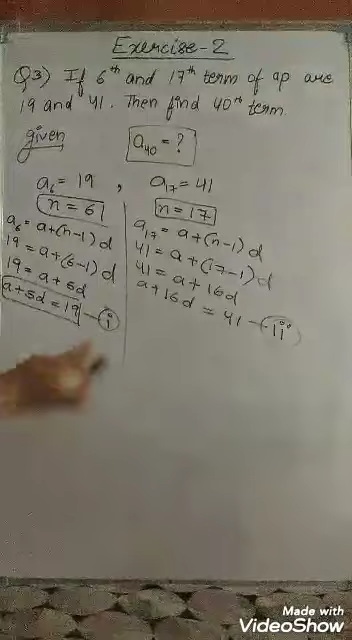 Exercise-2
Q3) If 6th and 17th term of ap are
19 and 41. Then find 40th term.
given
a40 = ?
a6 = 19 , a17 = 41
n = 6
n = 17
a6 = a+(n-1)d
19 = a+(6-1)d
19 = a+5d
a+5d = 19 - i
a17 = a+(n-1)d
41 = a+(17-1)d
41 = a+16d
a+16d = 41 - ii
Made with
VideoShow